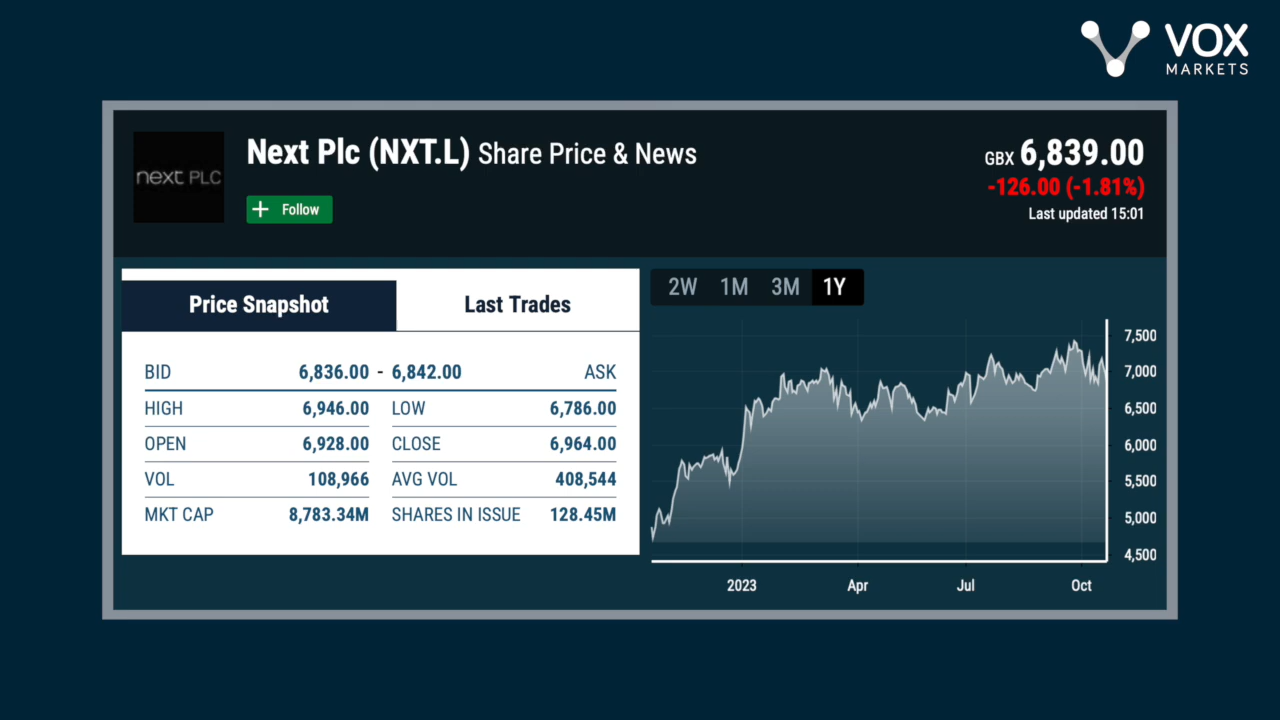 VOX
MARKETS
next PLC
Next Plc (NXT.L) Share Price & News
+ Follow
GBX 6,839.00
-126.00 (-1.81%)
Last updated 15:01
Price Snapshot
Last Trades
BID 6,836.00 - 6,842.00 ASK
HIGH 6,946.00 LOW 6,786.00
OPEN 6,928.00 CLOSE 6,964.00
VOL 108,966 AVG VOL 408,544
MKT CAP 8,783.34M SHARES IN ISSUE 128.45M
2W 1M 3M 1Y
7,500
7,000
6,500
6,000
5,500
5,000
4,500
2023 Apr Jul Oct